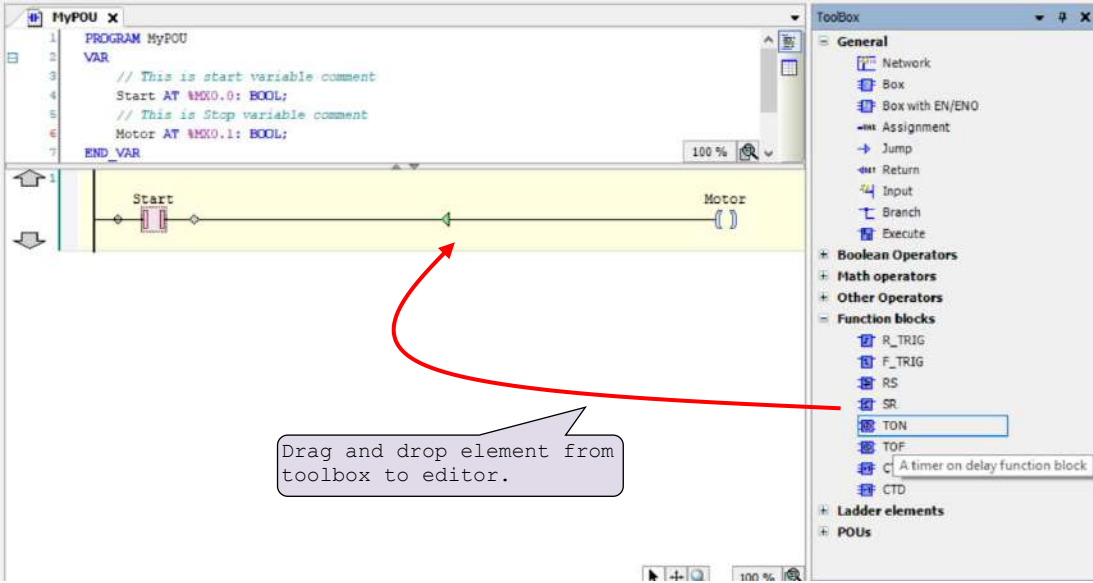 MyPOU X
1 PROGRAM MyPOU
2 VAR
3 // This is start variable comment
4 Start AT %MX0.0: BOOL;
5 // This is Stop variable comment
6 Motor AT %MX0.1: BOOL;
7 END_VAR
100 %
1
Start
Motor
Drag and drop element from
toolbox to editor.
100 %
ToolBox
General
Network
Box
Box with EN/ENO
Assignment
Jump
Return
Input
Branch
Execute
Boolean Operators
Math operators
Other Operators
Function blocks
R_TRIG
F_TRIG
RS
SR
TON
TOF
A timer on delay function block
CTD
Ladder elements
POUs